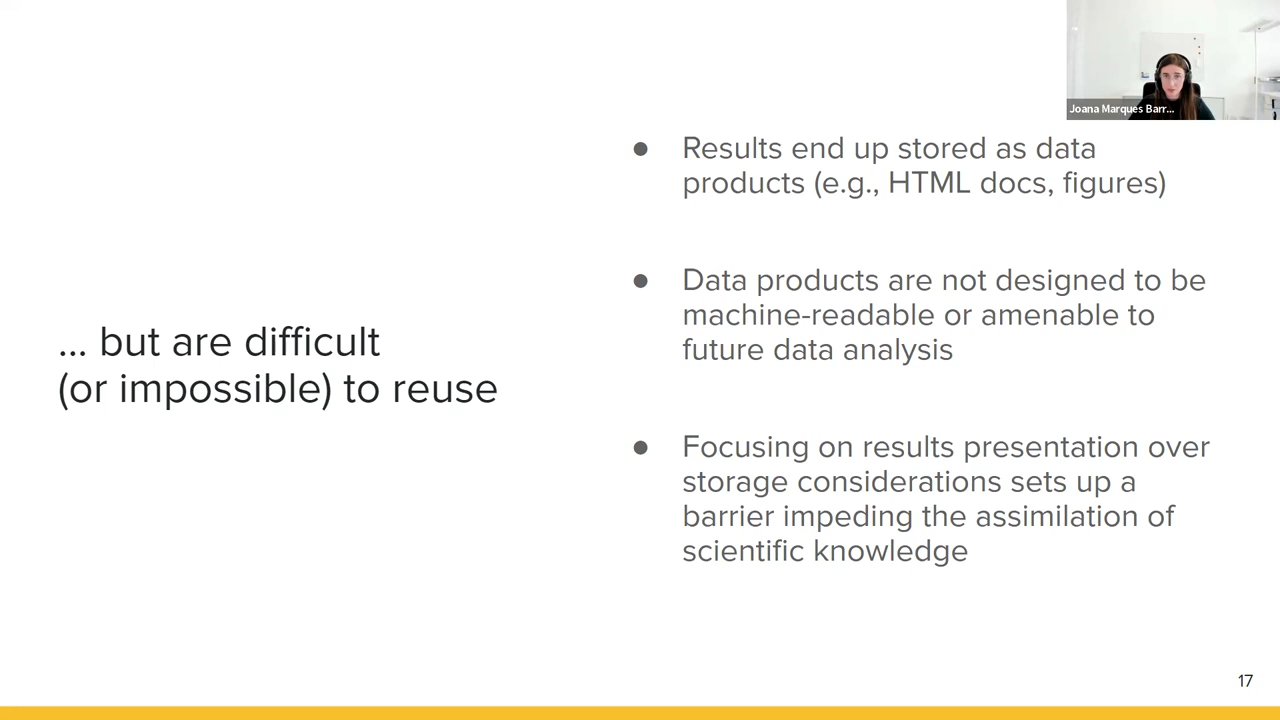 Joana Marques Barr...
... but are difficult
(or impossible) to reuse
● Results end up stored as data
products (e.g., HTML docs, figures)
● Data products are not designed to be
machine-readable or amenable to
future data analysis
● Focusing on results presentation over
storage considerations sets up a
barrier impeding the assimilation of
scientific knowledge
17